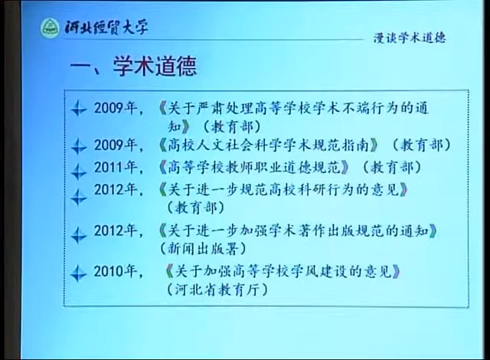 河北经贸大学
漫谈学术道德
一、学术道德
2009年，《关于严肃处理高等学校学术不端行为的通
知》（教育部）
2009年，《高校人文社会科学学术规范指南》（教育部）
2011年，《高等学校教师职业道德规范》（教育部）
2012年，《关于进一步规范高校科研行为的意见》
（教育部）
2012年，《关于进一步加强学术著作出版规范的通知》
（新闻出版署）
2010年，《关于加强高等学校学风建设的意见》
（河北省教育厅）